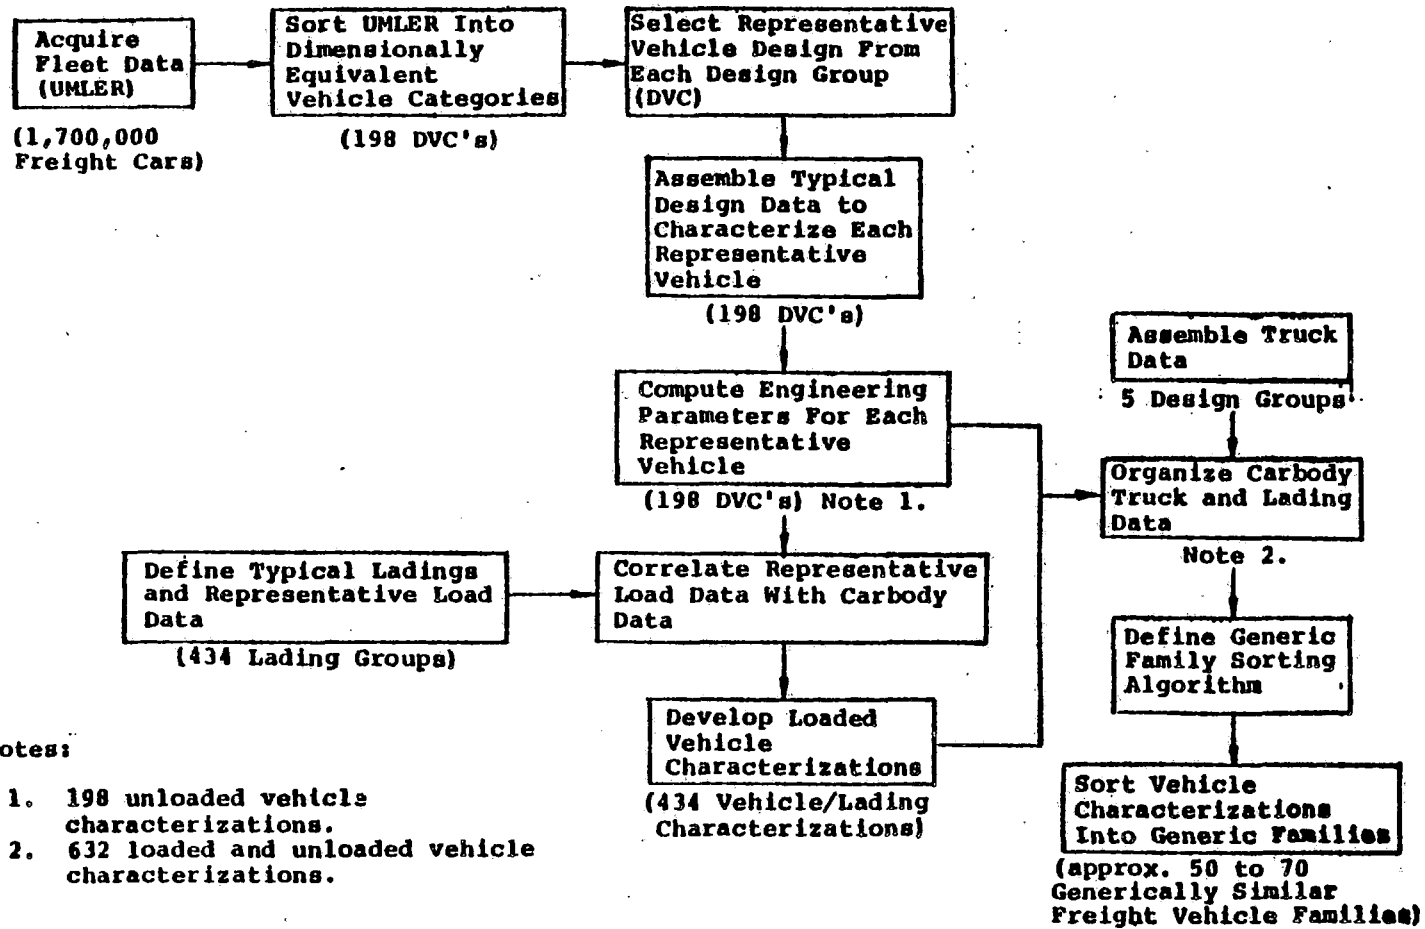 Acquire
Fleet Data
(UMLER)
(1,700,000
Freight Cars)
Sort UMLER Into
Dimensionally
Equivalent
Vehicle Categories
(198 DVC's)
Select Representative
Vehicle Design From
Each Design Group
(DVC)
Assemble Typical
Design Data to
Characterize Each
Representative
Vehicle
(198 DVC's)
Compute Engineering
Parameters For Each
Representative
Vehicle
(198 DVC's) Note 1.
Define Typical Ladings
and Representative Load
Data
(434 Lading Groups)
Correlate Representative
Load Data With Carbody
Data
Develop Loaded
Vehicle
Characterizations
(434 Vehicle/Lading
Characterizations)
Assemble Truck
Data
5 Design Groups
Organize Carbody
Truck and Lading
Data
Note 2.
Define Generic
Family Sorting
Algorithm
Sort Vehicle
Characterizations
Into Generic Families
(approx. 50 to 70
Generically Similar
Freight Vehicle Families)
otes:
1. 198 unloaded vehicle
characterizations.
2. 632 loaded and unloaded vehicle
characterizations.